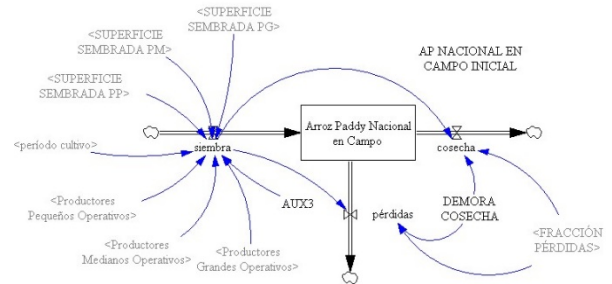 <SUPERFICIE
SEMBRADA PG>
<SUPERFICIE
SEMBRADA PM>
<SUPERFICIE
SEMBRADA PP>
AP NACIONAL EN
CAMPO INICIAL
Arroz Paddy Nacional
en Campo
<período cultivo>
siembra
cosecha
AUX3
pérdidas
DEMORA
COSECHA
<Productores
Pequeños Operativos>
<Productores
Medianos Operativos>
<Productores
Grandes Operativos>
<FRACCIÓN
PÉRDIDAS>